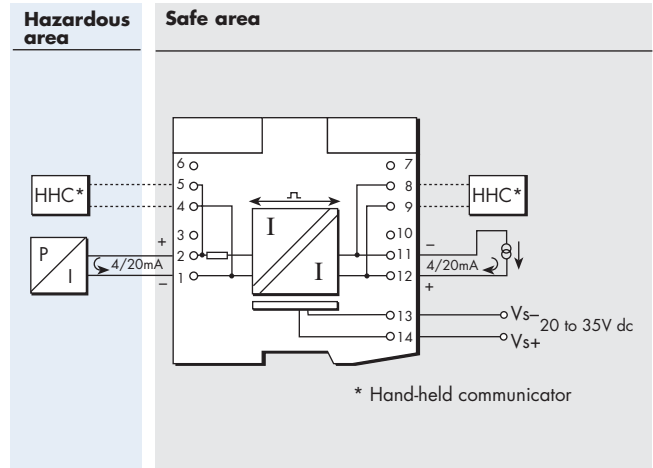 Hazardous
area
Safe area
6
7
5
8
HHC*
HHC*
4
9
3
10
P
I
+
2
11
–
4/20mA
I
I
4/20mA
–
1
12
+
13
Vs–
20 to 35V dc
14
Vs+
* Hand-held communicator